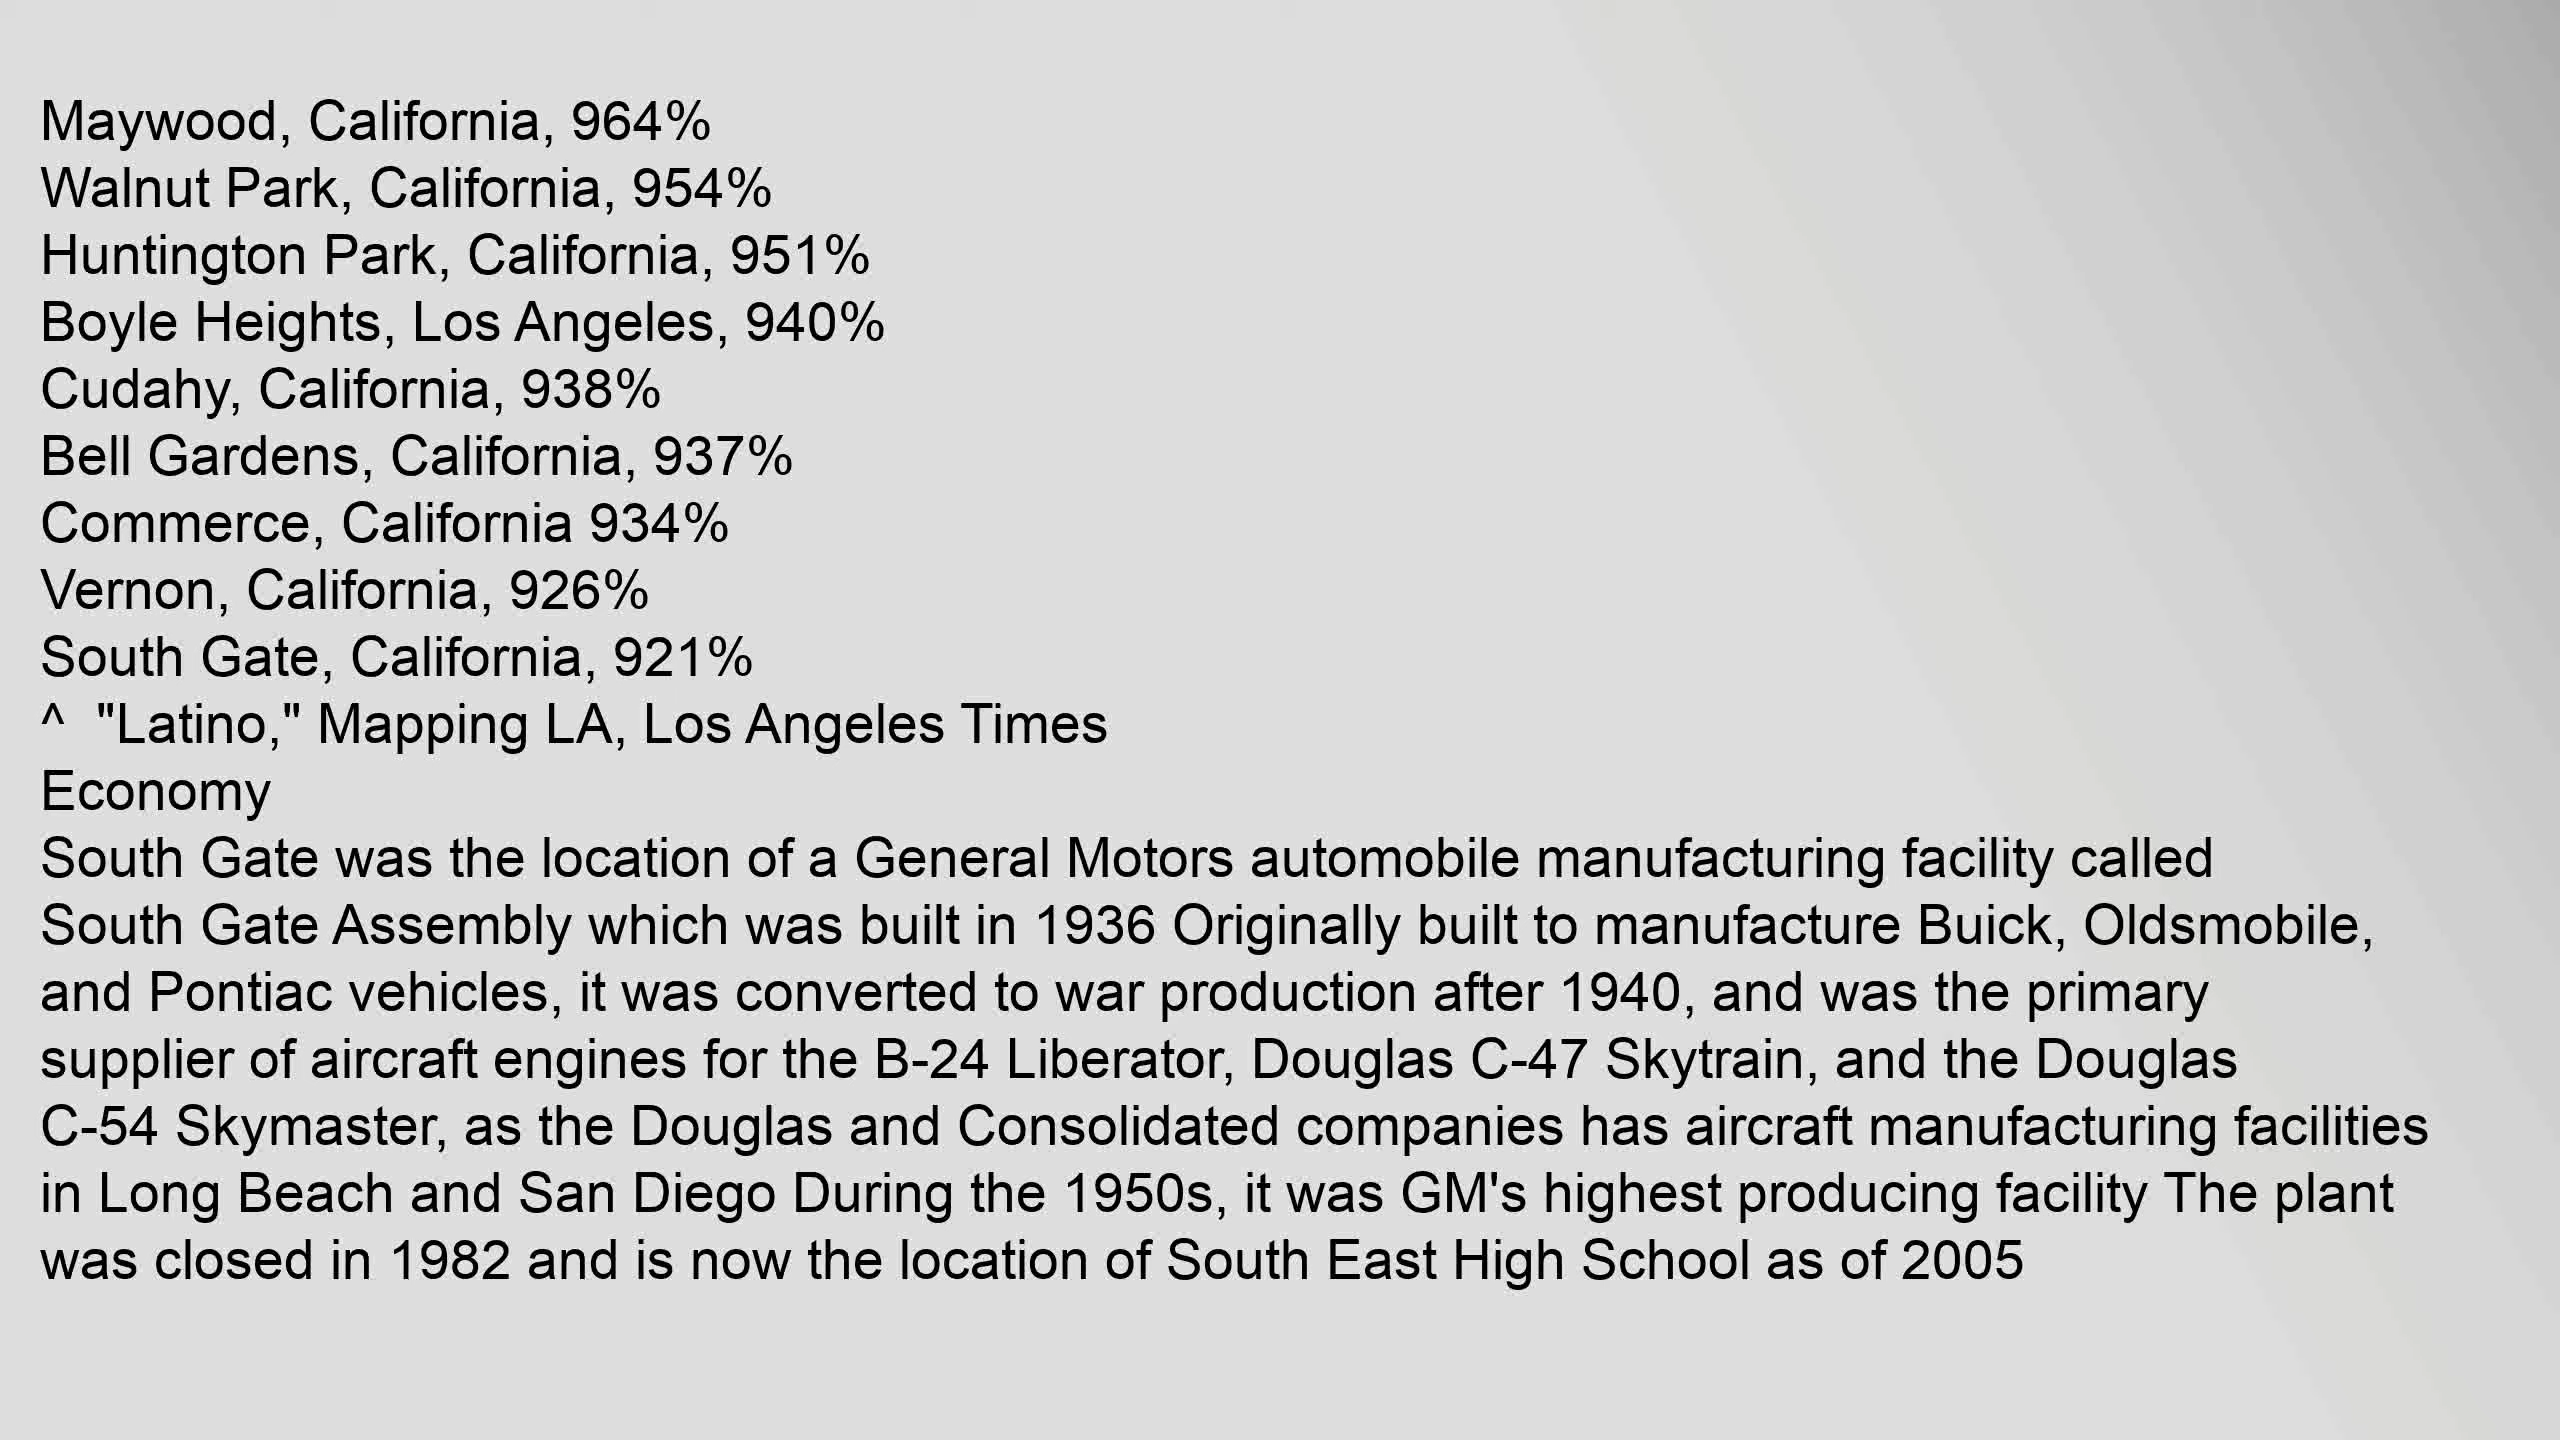 Maywood, California, 964%
Walnut Park, California, 954%
Huntington Park, California, 951%
Boyle Heights, Los Angeles, 940%
Cudahy, California, 938%
Bell Gardens, California, 937%
Commerce, California 934%
Vernon, California, 926%
South Gate, California, 921%
^  "Latino," Mapping LA, Los Angeles Times
Economy
South Gate was the location of a General Motors automobile manufacturing facility called
South Gate Assembly which was built in 1936 Originally built to manufacture Buick, Oldsmobile,
and Pontiac vehicles, it was converted to war production after 1940, and was the primary
supplier of aircraft engines for the B-24 Liberator, Douglas C-47 Skytrain, and the Douglas
C-54 Skymaster, as the Douglas and Consolidated companies has aircraft manufacturing facilities
in Long Beach and San Diego During the 1950s, it was GM's highest producing facility The plant
was closed in 1982 and is now the location of South East High School as of 2005